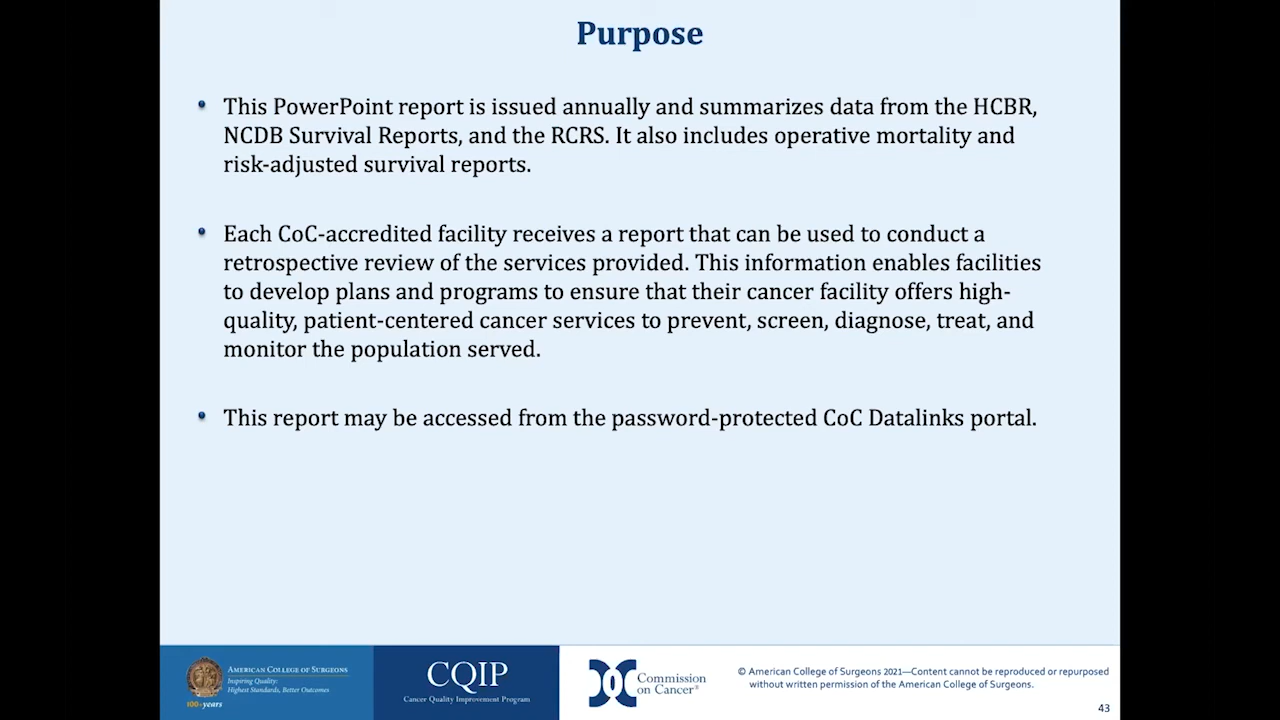 Purpose
• This PowerPoint report is issued annually and summarizes data from the HCBR,
NCDB Survival Reports, and the RCRS. It also includes operative mortality and
risk-adjusted survival reports.
• Each CoC-accredited facility receives a report that can be used to conduct a
retrospective review of the services provided. This information enables facilities
to develop plans and programs to ensure that their cancer facility offers high-
quality, patient-centered cancer services to prevent, screen, diagnose, treat, and
monitor the population served.
• This report may be accessed from the password-protected CoC Datalinks portal.
American College of Surgeons
Inspiring Quality:
Highest Standards, Better Outcomes
100+years
CQIP
Cancer Quality Improvement Program
Commission
on Cancer®
© American College of Surgeons 2021—Content cannot be reproduced or repurposed
without written permission of the American College of Surgeons.
43